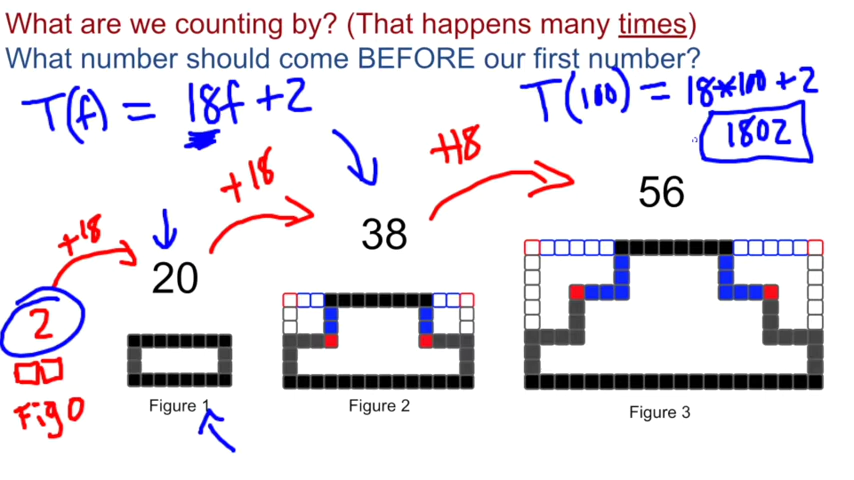 What are we counting by? (That happens many times)
What number should come BEFORE our first number?
T(f) = 18f + 2
T(100) = 18*100 + 2
1802
+18
+18
+18
2
20
38
56
Fig 0
Figure 1
Figure 2
Figure 3